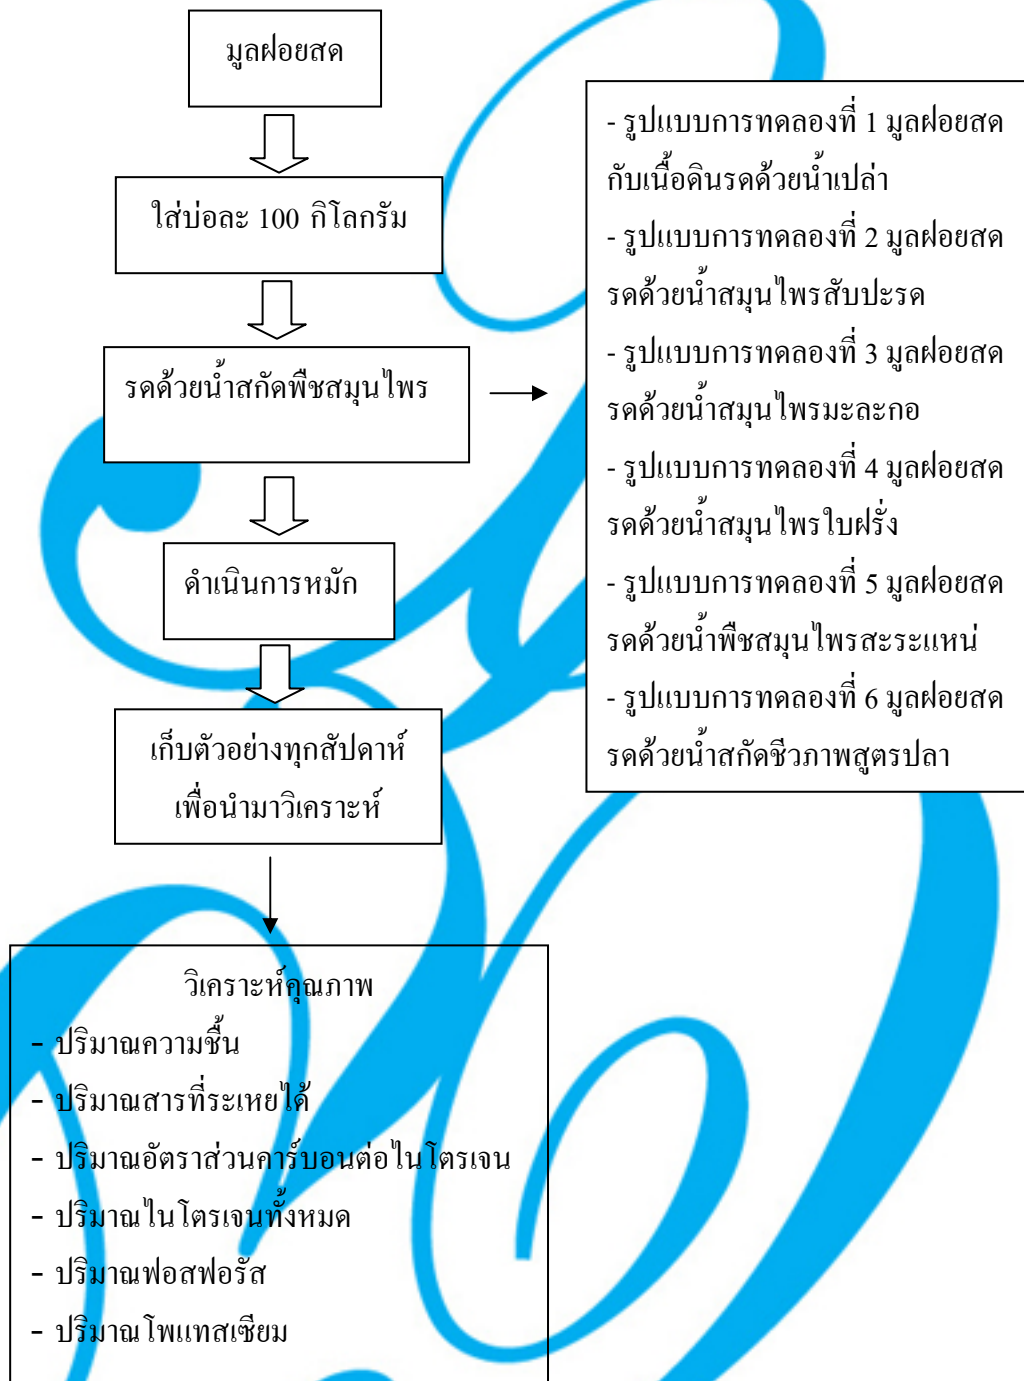 มูลฝอยสด
ใส่บ่อละ 100 กิโลกรัม
รดด้วยน้ำสกัดพืชสมุนไพร
- รูปแบบการทดลองที่ 1 มูลฝอยสด
กับเนื้อดินรดด้วยน้ำเปล่า
- รูปแบบการทดลองที่ 2 มูลฝอยสด
รดด้วยน้ำสมุนไพรสับปะรด
- รูปแบบการทดลองที่ 3 มูลฝอยสด
รดด้วยน้ำสมุนไพรมะละกอ
- รูปแบบการทดลองที่ 4 มูลฝอยสด
รดด้วยน้ำสมุนไพรใบฝรั่ง
- รูปแบบการทดลองที่ 5 มูลฝอยสด
รดด้วยน้ำพืชสมุนไพรสะระแหน่
- รูปแบบการทดลองที่ 6 มูลฝอยสด
รดด้วยน้ำสกัดชีวภาพสูตรปลา
ดำเนินการหมัก
เก็บตัวอย่างทุกสัปดาห์
เพื่อนำมาวิเคราะห์
วิเคราะห์คุณภาพ
- ปริมาณความชื้น
- ปริมาณสารที่ระเหยได้
- ปริมาณอัตราส่วนคาร์บอนต่อไนโตรเจน
- ปริมาณไนโตรเจนทั้งหมด
- ปริมาณฟอสฟอรัส
- ปริมาณโพแทสเซียม